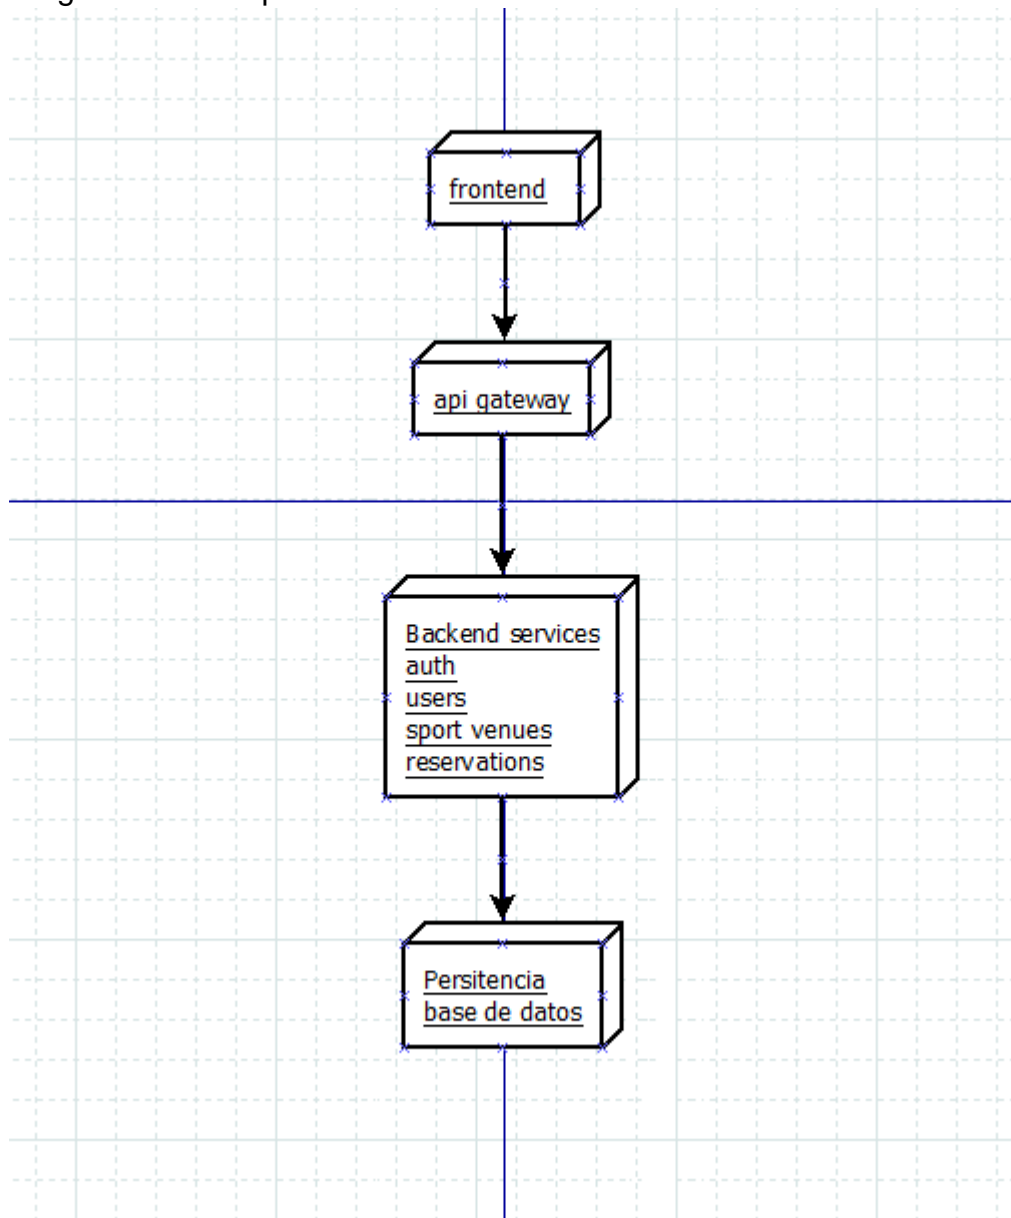 frontend
api gateway
Backend services
auth
users
sport venues
reservations
Persitencia
base de datos